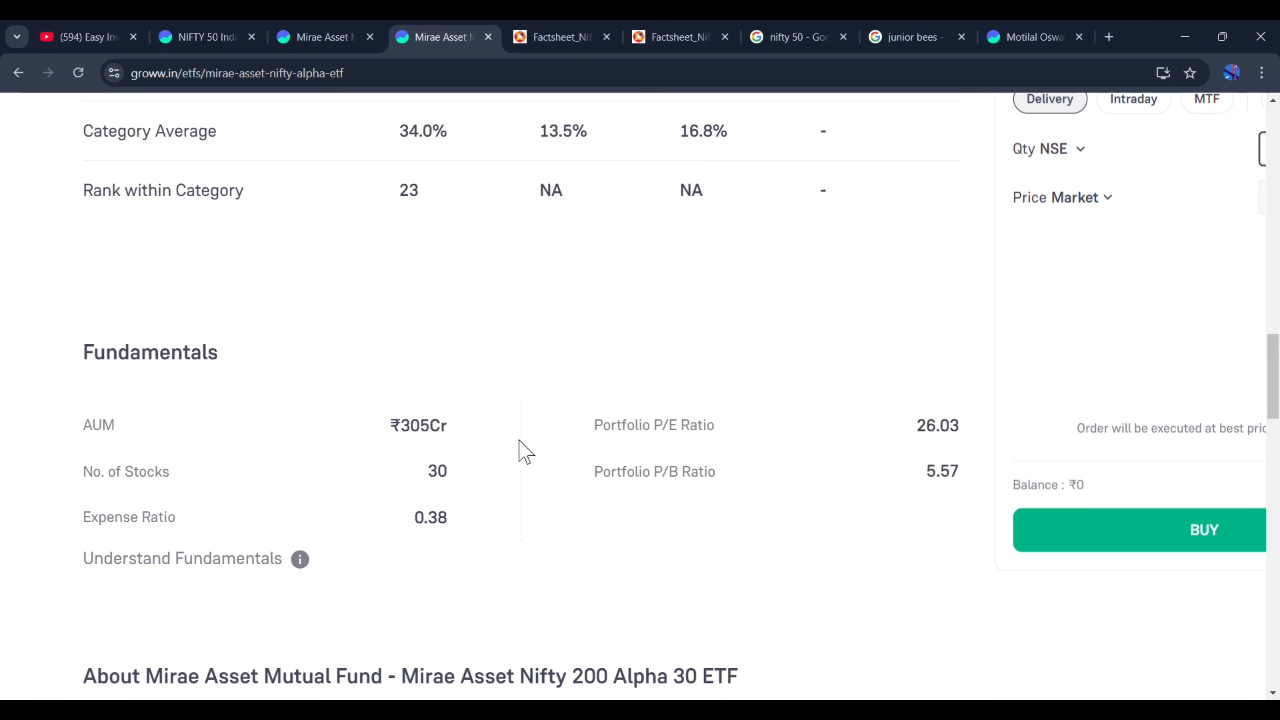 (594) Easy In
NIFTY 50 Ind
Mirae Asset
Mirae Asset N
Factsheet_Nif
Factsheet_Nif
nifty 50 - Goo
junior bees -
Motilal Oswa
groww.in/etfs/mirae-asset-nifty-alpha-etf
Delivery Intraday MTF
Category Average 34.0% 13.5% 16.8% -
Qty NSE
Rank within Category 23 NA NA -
Price Market
Fundamentals
AUM ₹305Cr Portfolio P/E Ratio 26.03
Order will be executed at best pric
No. of Stocks 30 Portfolio P/B Ratio 5.57
Balance : ₹0
Expense Ratio 0.38
BUY
Understand Fundamentals i
About Mirae Asset Mutual Fund - Mirae Asset Nifty 200 Alpha 30 ETF